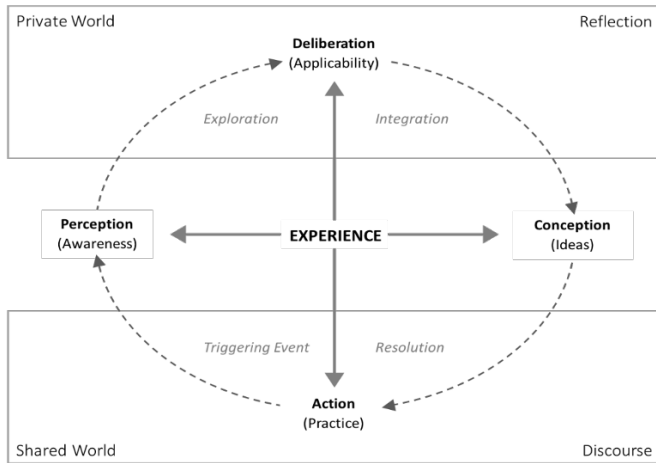 Private World
Reflection
Deliberation
(Applicability)
Exploration
Integration
Perception
(Awareness)
EXPERIENCE
Conception
(Ideas)
Triggering Event
Resolution
Action
(Practice)
Shared World
Discourse